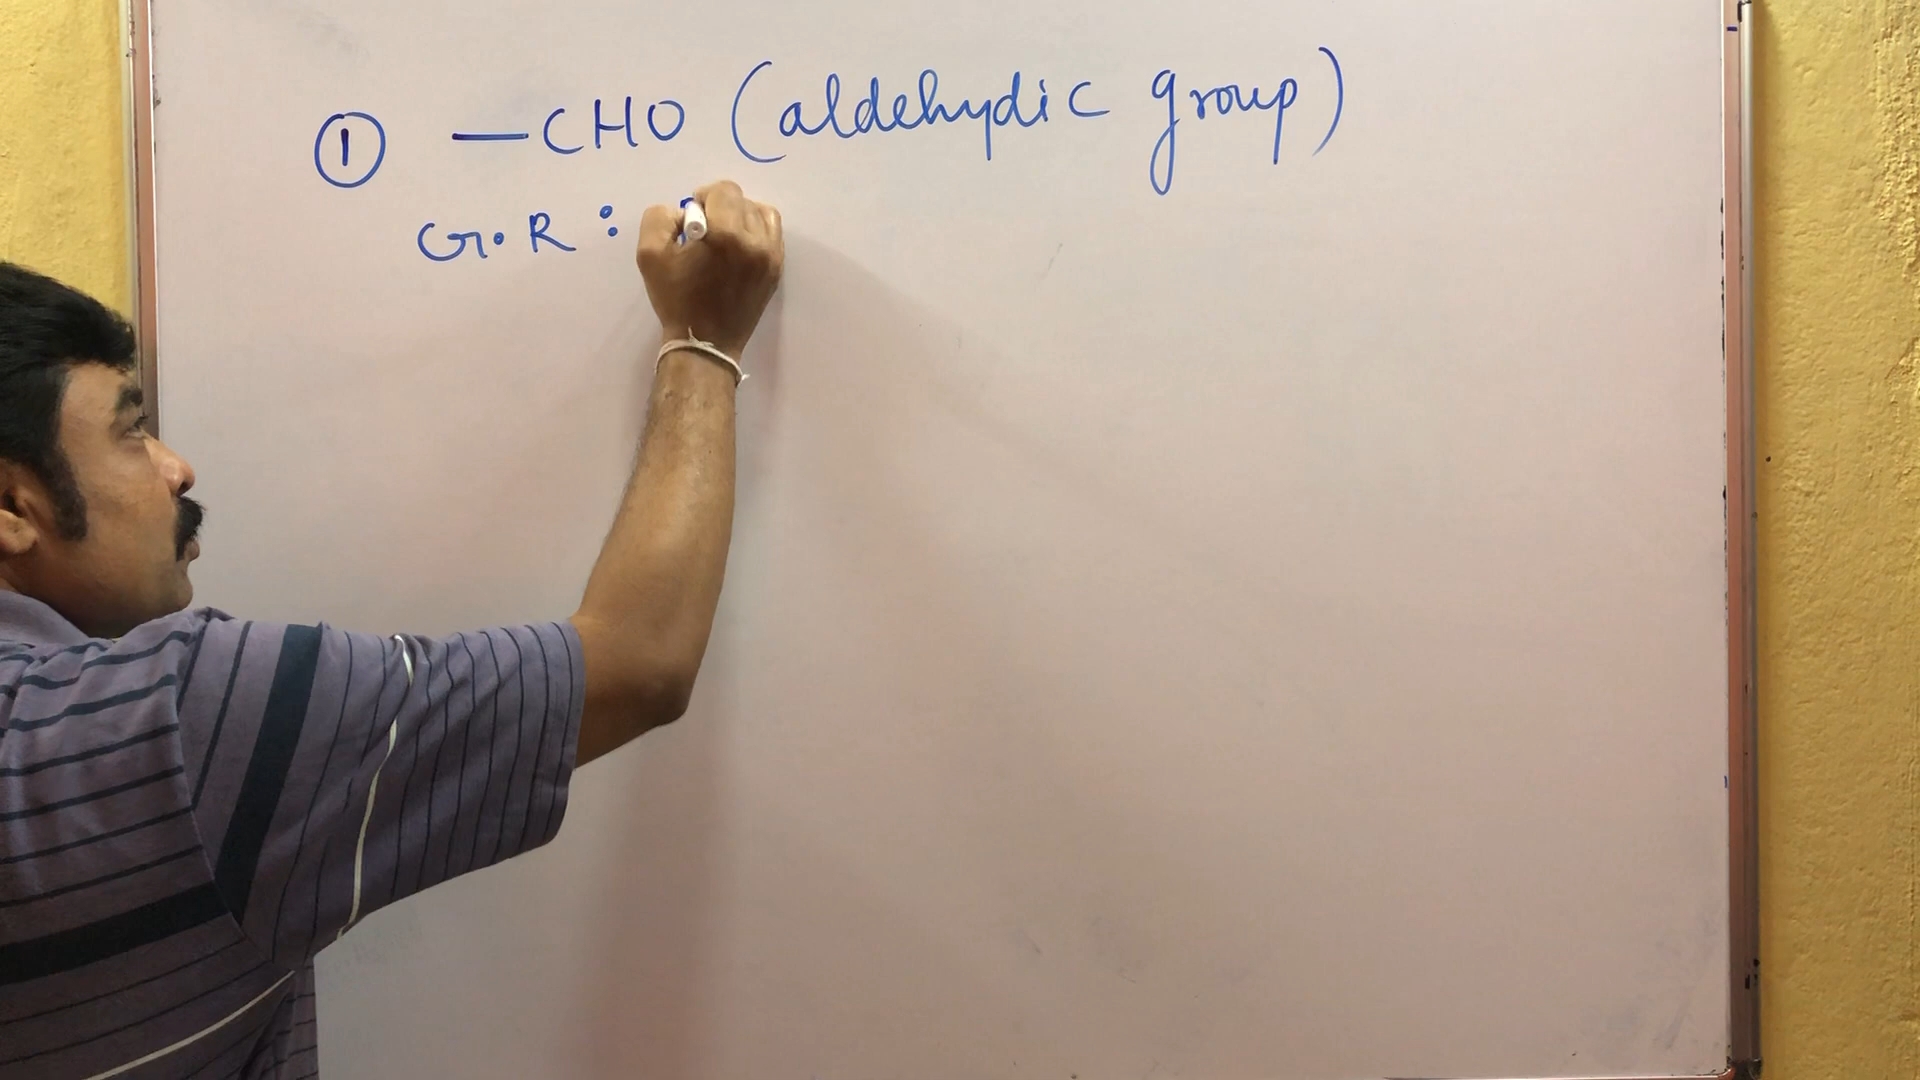 ① —CHO (aldehydic group)
G.R :